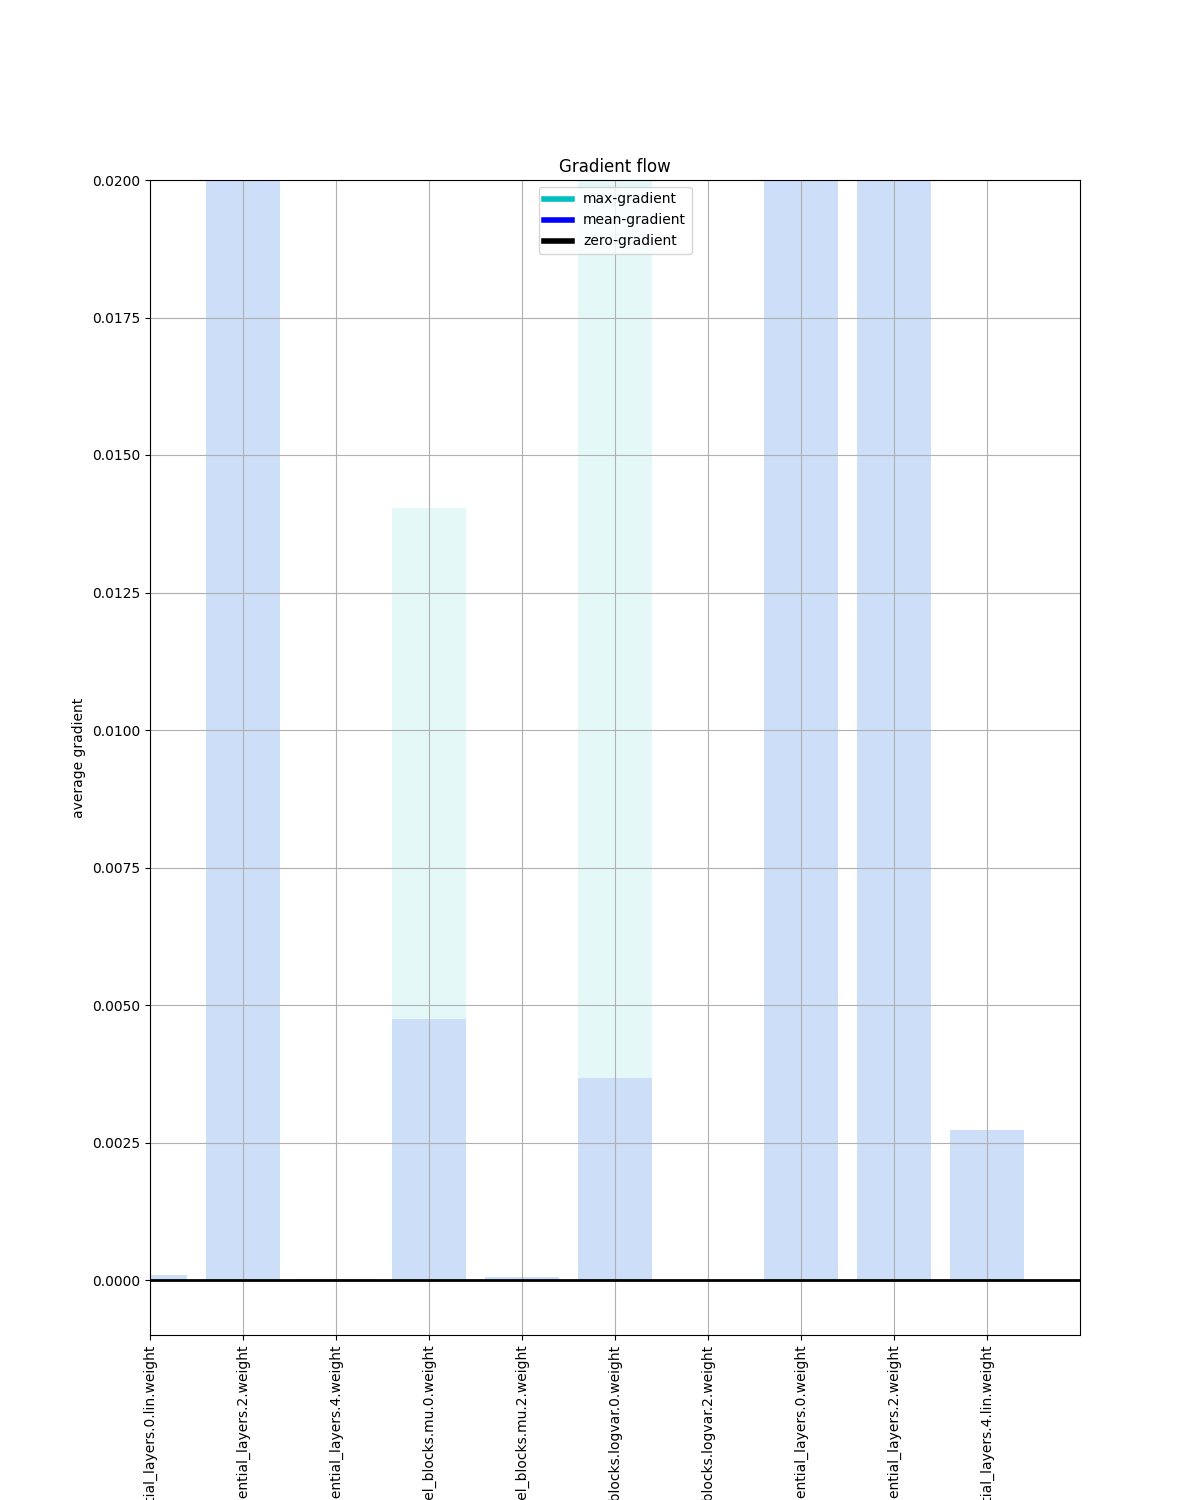 Gradient flow
max-gradient
mean-gradient
zero-gradient
0.0200
0.0175
0.0150
0.0125
0.0100
0.0075
0.0050
0.0025
0.0000
average gradient
tial_layers.0.lin.weight
ential_layers.2.weight
ential_layers.4.weight
el_blocks.mu.0.weight
el_blocks.mu.2.weight
blocks.logvar.0.weight
blocks.logvar.2.weight
ential_layers.0.weight
ential_layers.2.weight
tial_layers.4.lin.weight